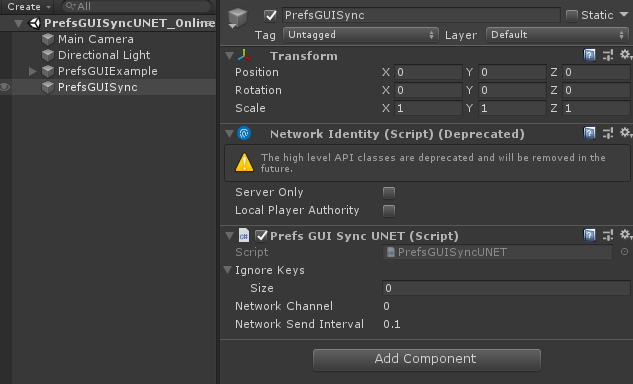 Create
All
PrefsGUISyncUNET_Online
Main Camera
Directional Light
PrefsGUIExample
PrefsGUISync
PrefsGUISync
Static
Tag Untagged Layer Default
Transform
Position X 0 Y 0 Z 0
Rotation X 0 Y 0 Z 0
Scale X 1 Y 1 Z 1
Network Identity (Script) (Deprecated)
The high level API classes are deprecated and will be removed in the
future.
Server Only
Local Player Authority
c#
Prefs GUI Sync UNET (Script)
Script PrefsGUISyncUNET
Ignore Keys
Size 0
Network Channel 0
Network Send Interval 0.1
Add Component